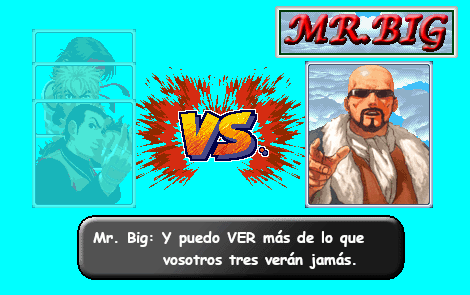 MR.BIG
VS.
Mr. Big: Y puedo VER más de lo que
vosotros tres verán jamás.